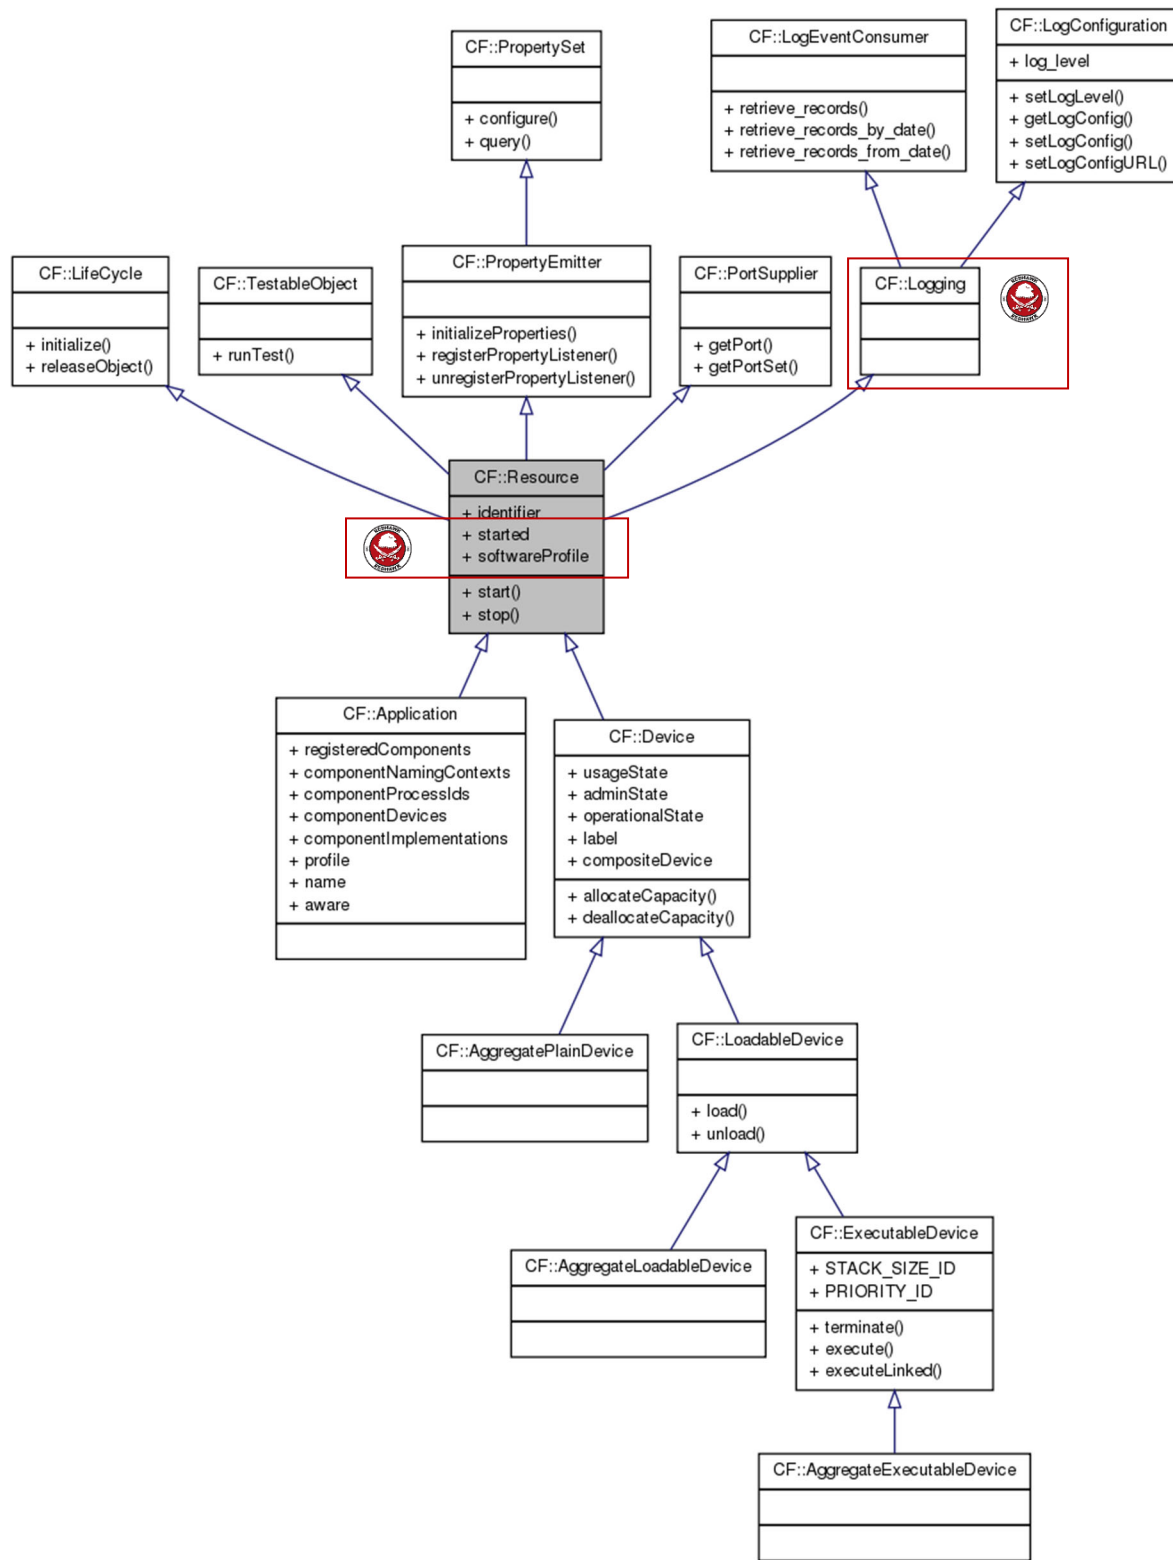 CF::PropertySet
+ configure()
+ query()
CF::LogEventConsumer
+ retrieve_records()
+ retrieve_records_by_date()
+ retrieve_records_from_date()
CF::LogConfiguration
+ log_level
+ setLogLevel()
+ getLogConfig()
+ setLogConfig()
+ setLogConfigURL()
CF::LifeCycle
+ initialize()
+ releaseObject()
CF::TestableObject
+ runTest()
CF::PropertyEmitter
+ initializeProperties()
+ registerPropertyListener()
+ unregisterPropertyListener()
CF::PortSupplier
+ getPort()
+ getPortSet()
CF::Logging
REDHAWK
REDHAWK
CF::Resource
+ identifier
+ started
+ softwareProfile
+ start()
+ stop()
REDHAWK
REDHAWK
CF::Application
+ registeredComponents
+ componentNamingContexts
+ componentProcessIds
+ componentDevices
+ componentImplementations
+ profile
+ name
+ aware
CF::Device
+ usageState
+ adminState
+ operationalState
+ label
+ compositeDevice
+ allocateCapacity()
+ deallocateCapacity()
CF::AggregatePlainDevice
CF::LoadableDevice
+ load()
+ unload()
CF::AggregateLoadableDevice
CF::ExecutableDevice
+ STACK_SIZE_ID
+ PRIORITY_ID
+ terminate()
+ execute()
+ executeLinked()
CF::AggregateExecutableDevice